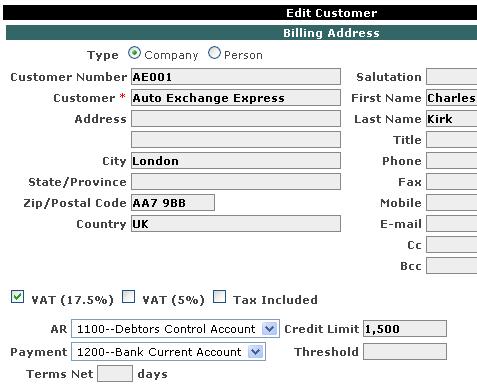 Edit Customer
Billing Address
Type Company Person
Customer Number AE001 Salutation
Customer * Auto Exchange Express First Name Charles
Address Last Name Kirk
Title
City London Phone
State/Province Fax
Zip/Postal Code AA7 9BB Mobile
Country UK E-mail
Cc
Bcc
VAT (17.5%) VAT (5%) Tax Included
AR 1100--Debtors Control Account Credit Limit 1,500
Payment 1200--Bank Current Account Threshold
Terms Net days